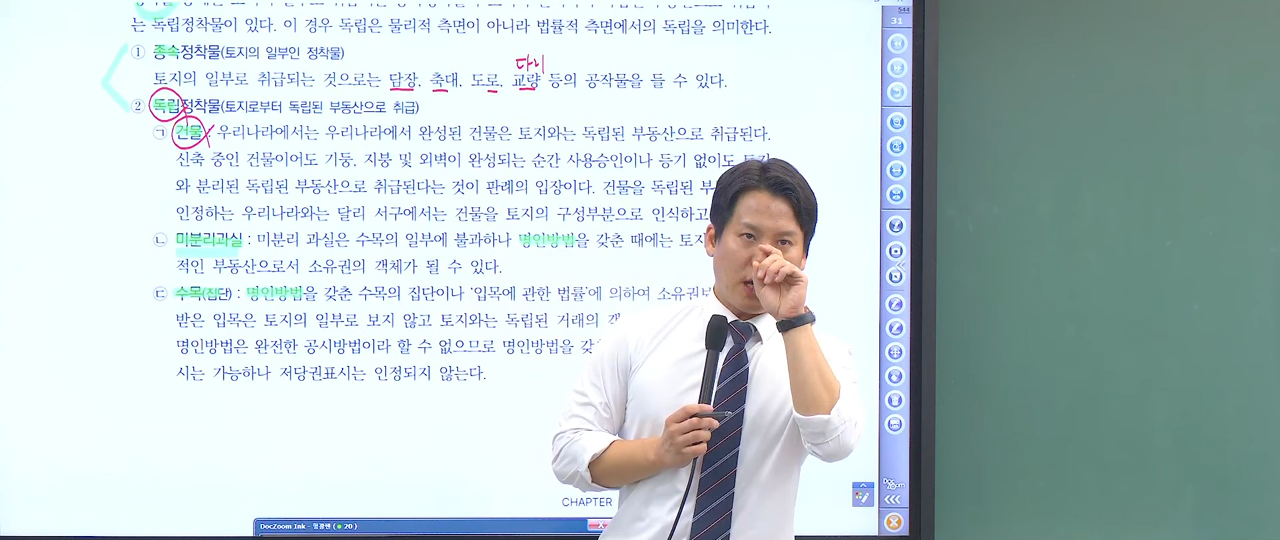 는 독립정착물이 있다. 이 경우 독립은 물리적 측면이 아니라 법률적 측면에서의 독립을 의미한다.
① 종속정착물(토지의 일부인 정착물)
다리
토지의 일부로 취급되는 것으로는 담장, 축대, 도로, 교량 등의 공작물을 들 수 있다.
② 독립정착물(토지로부터 독립된 부동산으로 취급)
㉠ 건물 : 우리나라에서는 우리나라에서 완성된 건물은 토지와는 독립된 부동산으로 취급된다.
신축 중인 건물이어도 기둥, 지붕 및 외벽이 완성되는 순간 사용승인이나 등기 없이도
와 분리된 독립된 부동산으로 취급된다는 것이 판례의 입장이다. 건물을 독립된
인정하는 우리나라와는 달리 서구에서는 건물을 토지의 구성부분으로 인식하고
㉡ 미분리과실 : 미분리 과실은 수목의 일부에 불과하나 명인방법을 갖춘 때에는 토지
적인 부동산으로서 소유권의 객체가 될 수 있다.
㉢ 수목(집단) : 명인방법을 갖춘 수목의 집단이나 '입목에 관한 법률'에 의하여
받은 입목은 토지의 일부로 보지 않고 토지와는 독립된 거래의
명인방법은 완전한 공시방법이라 할 수 없으므로 명인방법을
시는 가능하나 저당권표시는 인정되지 않는다.
CHAPTER
DocZoom Ink - 형광펜 ( 20 )
544
31
DocZoom